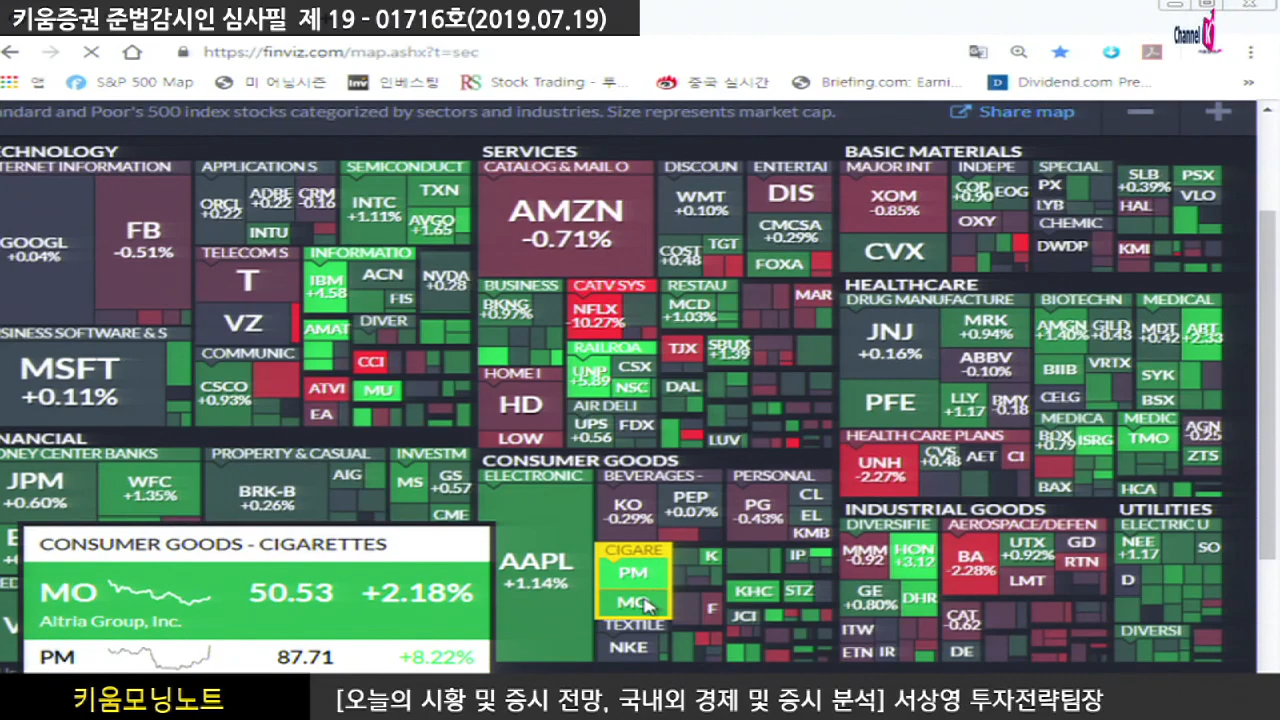 키움증권 준법감시인 심사필 제 19 - 01716호(2019.07.19)
Channel K
https://finviz.com/map.ashx?t=sec
앱 S&P 500 Map 미 어닝시즌 Inv 인베스팅 RS Stock Trading - 투... 중국 실시간 Briefing.com: Earni... D Dividend.com Pre... »
ndard and Poor's 500 index stocks categorized by sectors and industries. Size represents market cap.
Share map
ECHNOLOGY
TERNET INFORMATION
GOOGL
+0.04%
FB
-0.51%
APPLICATION S
ORCL
+0.22
ADBE
+0.22
CRM
-0.16
INTU
SEMICONDUCT
INTC
+1.11%
TXN
AVGO
+1.65
TELECOM S
T
VZ
INFORMATIO
IBM
+4.58
ACN
FIS
NVDA
+0.28
AMAT
DIVER
SINESS SOFTWARE & S
MSFT
+0.11%
COMMUNIC
CSCO
+0.93%
CCI
ATVI
MU
EA
SERVICES
CATALOG & MAIL O
AMZN
-0.71%
DISCOUN
WMT
+0.10%
COST
+0.48
TGT
ENTERTAI
DIS
CMCSA
+0.29%
FOXA
BUSINESS
BKNG
+0.97%
CATV SYS
NFLX
-10.27%
RESTAU
MCD
+1.03%
SBUX
+1.39
MAR
RAILROA
UNP
+5.89
CSX
NSC
TJX
HOME I
HD
LOW
AIR DELI
UPS
+0.56
FDX
DAL
LUV
BASIC MATERIALS
MAJOR INT
XOM
-0.85%
CVX
INDEPE
COP
+0.90
EOG
OXY
SPECIAL
PX
LYB
CHEMIC
DWDP
SLB
+0.39%
HAL
PSX
VLO
KMI
HEALTHCARE
DRUG MANUFACTURE
JNJ
+0.16%
MRK
+0.94%
ABBV
-0.10%
PFE
LLY
+1.17
BMY
-0.18
BIOTECHN
AMGN
+1.40%
GILD
+0.43
BIIB
VRTX
CELG
MEDICAL
MDT
+0.42
ABT
+2.33
SYK
BSX
HEALTH CARE PLANS
UNH
-2.27%
CVS
+0.48
AET
CI
MEDICA
BDX
+0.79
ISRG
BAX
MEDIC
TMO
AGN
-0.25
ZTS
HCA
NANCIAL
ONEY CENTER BANKS
JPM
+0.60%
WFC
+1.35%
PROPERTY & CASUAL
BRK-B
+0.26%
AIG
INVESTM
MS
GS
+0.57
CME
CONSUMER GOODS
ELECTRONIC
AAPL
+1.14%
BEVERAGES -
KO
-0.29%
PEP
+0.07%
PERSONAL
PG
-0.43%
CL
EL
KMB
CIGARE
PM
MO
K
IP
KHC
STZ
F
JCI
TEXTILE
NKE
INDUSTRIAL GOODS
DIVERSIFIE
MMM
-0.92
HON
+3.12
GE
+0.80%
DHR
ITW
ETN
IR
AEROSPACE/DEFEN
BA
-2.28%
UTX
+0.92%
GD
RTN
LMT
CAT
-0.62
DE
UTILITIES
ELECTRIC U
NEE
+1.17
SO
D
DIVERSI
CONSUMER GOODS - CIGARETTES
MO 50.53 +2.18%
Altria Group, Inc.
PM 87.71 +8.22%
키움모닝노트
[오늘의 시황 및 증시 전망, 국내외 경제 및 증시 분석] 서상영 투자전략팀장